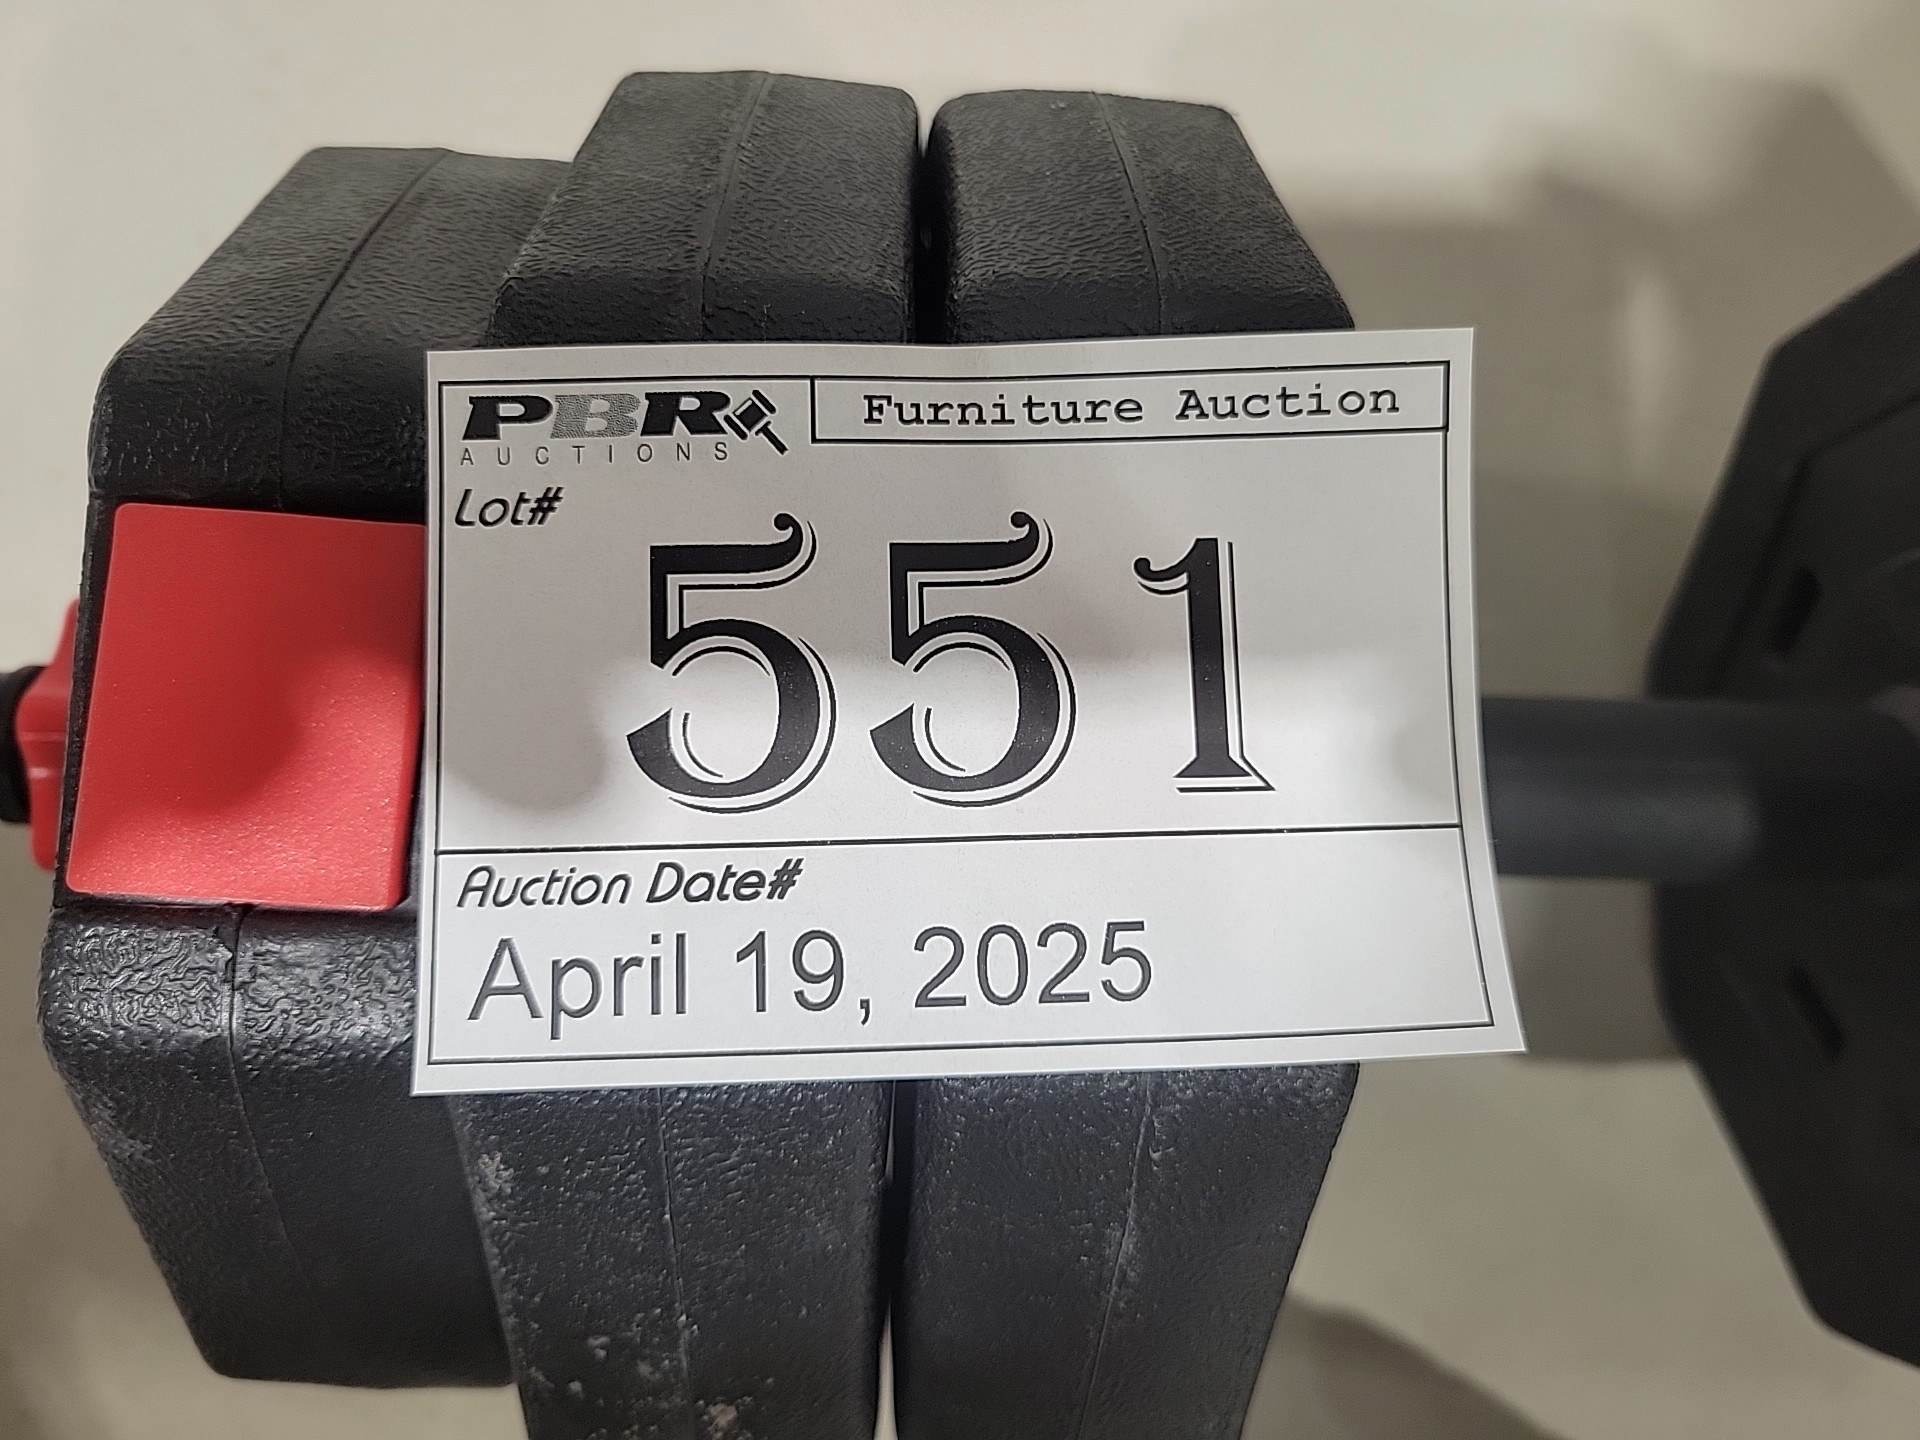 PBR
AUCTIONS
Furniture Auction
Lot#
551
Auction Date#
April 19, 2025